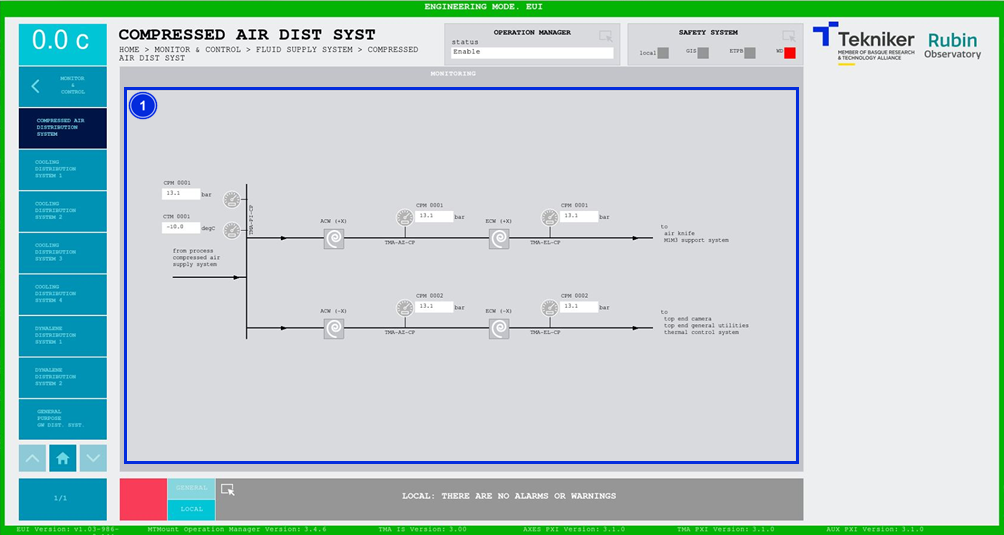 ENGINEERING MODE. EUI
0.0 c
COMPRESSED AIR DIST SYST
HOME > MONITOR & CONTROL > FLUID SUPPLY SYSTEM > COMPRESSED
AIR DIST SYST
OPERATION MANAGER
status
Enable
SAFETY SYSTEM
local
GIS
ETPB
WD
Tekniker
MEMBER OF BASQUE RESEARCH
& TECHNOLOGY ALLIANCE
Rubin
Observatory
MONITOR
&
CONTROL
COMPRESSED AIR
DISTRIBUTION
SYSTEM
COOLING
DISTRIBUTION
SYSTEM 1
COOLING
DISTRIBUTION
SYSTEM 2
COOLING
DISTRIBUTION
SYSTEM 3
COOLING
DISTRIBUTION
SYSTEM 4
DYNALENE
DISTRIBUTION
SYSTEM 1
DYNALENE
DISTRIBUTION
SYSTEM 2
GENERAL
PURPOSE
GW DIST. SYST.
1/1
MONITORING
1
CPM 0001
13.1 bar
CTM 0001
-10.8 degC
TMA-PI-CP
from process
compressed air
supply system
ACW (+X)
CPM 0001
13.1 bar
TMA-AZ-CP
ECW (+X)
CPM 0001
13.1 bar
TMA-EL-CP
to
air knife
M1M3 support system
ACW (-X)
CPM 0002
13.1 bar
TMA-AZ-CP
ECW (-X)
CPM 0002
13.1 bar
TMA-EL-CP
to
top end camera
top end general utilities
thermal control system
GENERAL
LOCAL
LOCAL: THERE ARE NO ALARMS OR WARNINGS
EUI Version: v1.03-986-
MTMount Operation Manager Version: 3.4.6
TMA IS Version: 3.00
AXES PXI Version: 3.1.0
TMA PXI Version: 3.1.0
AUX PXI Version: 3.1.0